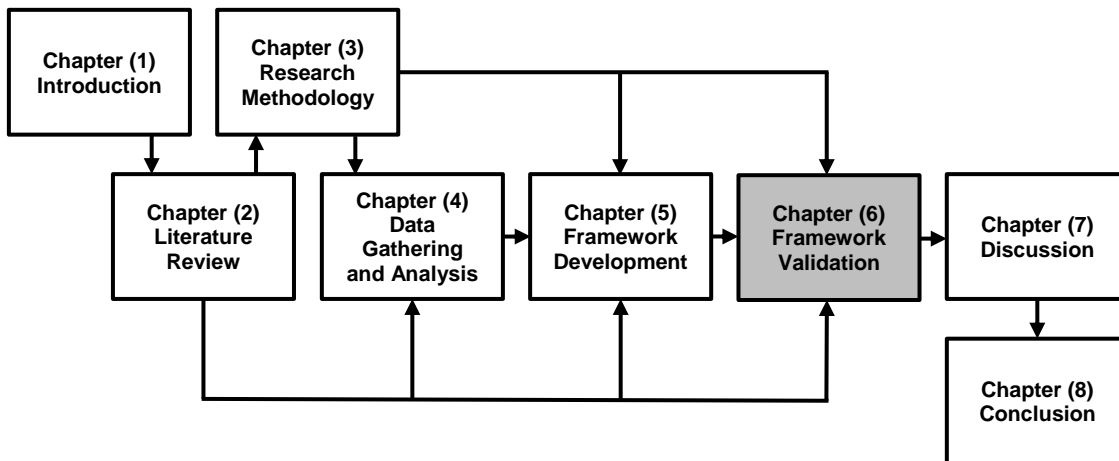 Chapter (1)
Introduction
Chapter (3)
Research
Methodology
Chapter (2)
Literature
Review
Chapter (4)
Data
Gathering
and Analysis
Chapter (5)
Framework
Development
Chapter (6)
Framework
Validation
Chapter (7)
Discussion
Chapter (8)
Conclusion